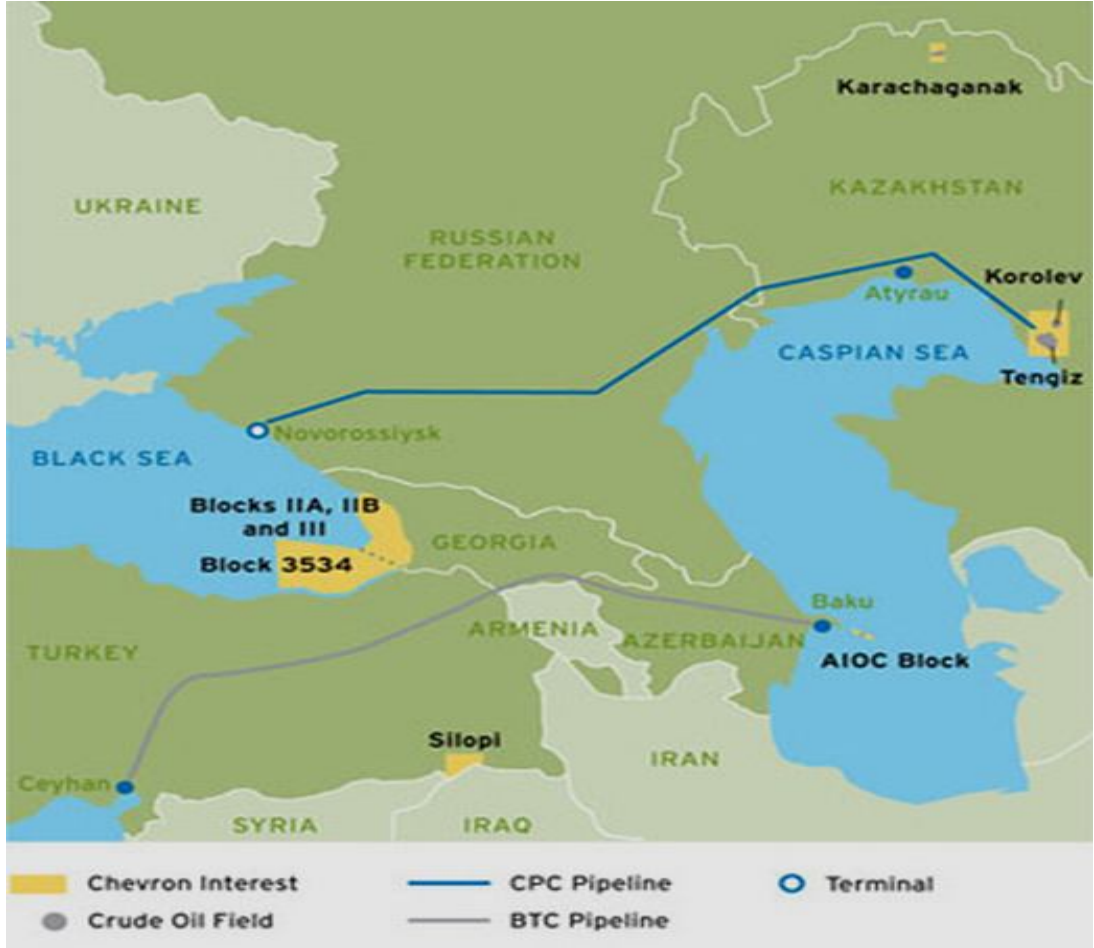 Karachaganak
KAZAKHSTAN
UKRAINE
RUSSIAN
FEDERATION
Korolev
Atyrau
CASPIAN SEA
Tengiz
Novorossiysk
BLACK SEA
Blocks IIA, IIB
and III
GEORGIA
Block 3534
Baku
ARMENIA
AZERBAIJAN
TURKEY
AIOC Block
Silopi
IRAN
Ceyhan
SYRIA
IRAQ
Chevron Interest
CPC Pipeline
Terminal
Crude Oil Field
BTC Pipeline